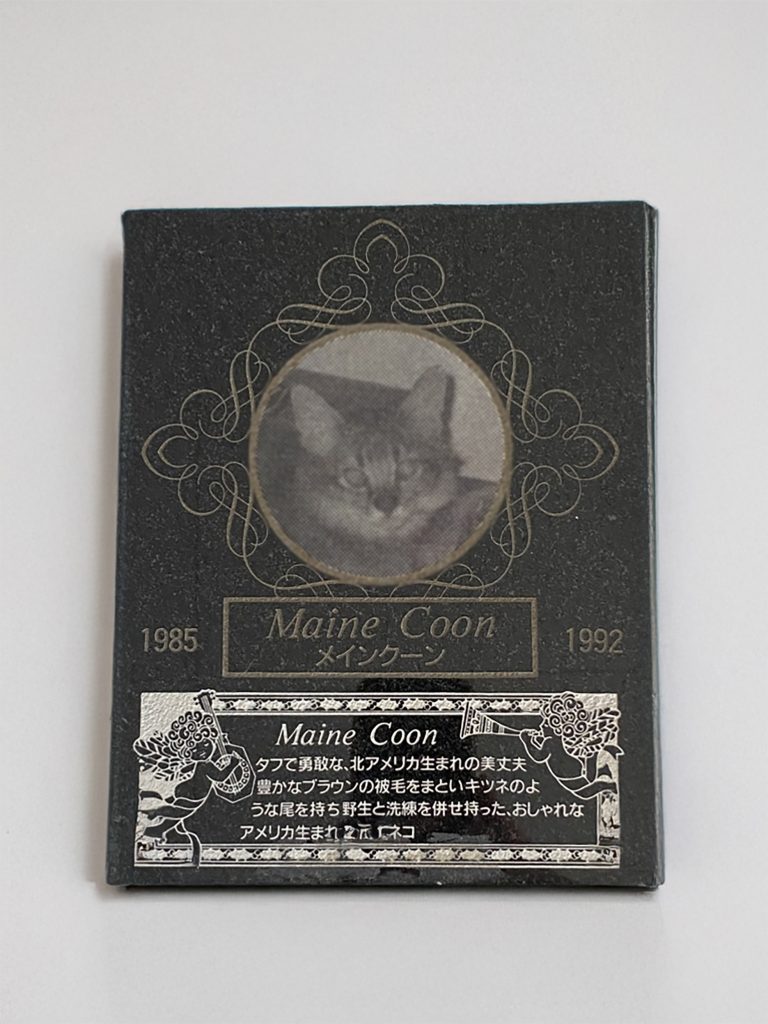 Maine Coon
メインクーン
1985
1992
Maine Coon
タフで勇敢な、北アメリカ生まれの美丈夫
豊かなブラウンの被毛をまといキツネのよ
うな尾を持ち野生と洗練を併せ持った、おしゃれな
アメリカ生まれ ネコ